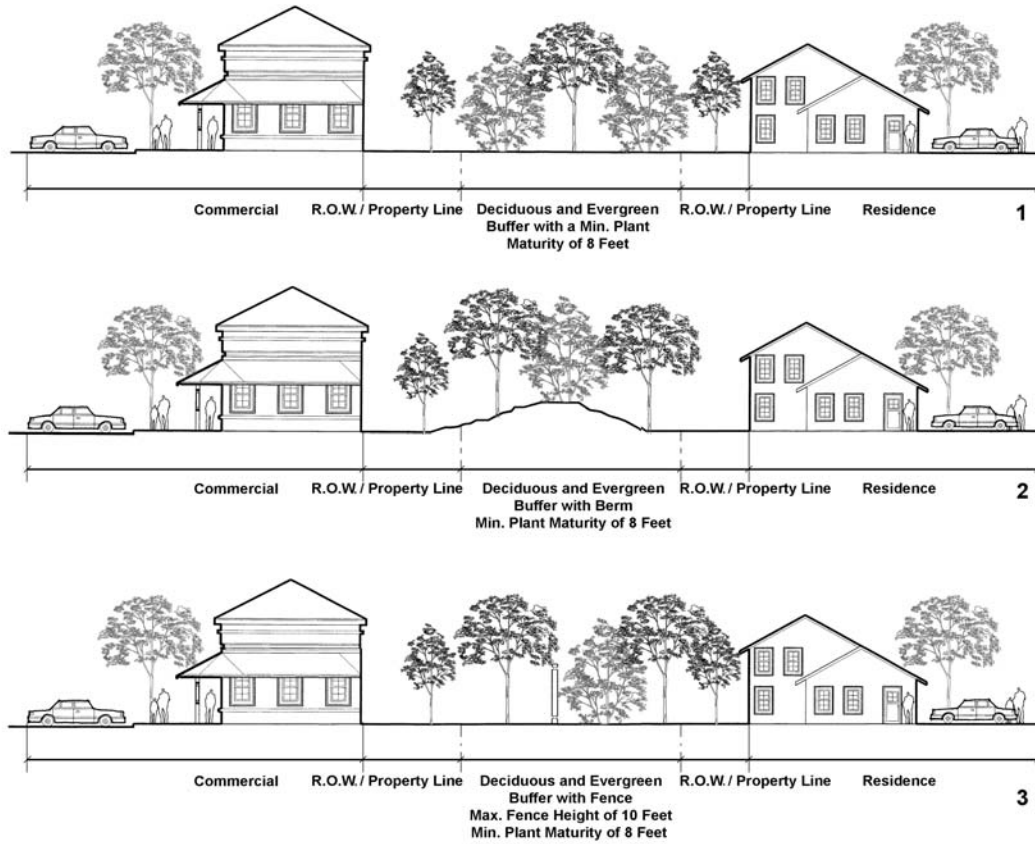 Commercial R.O.W. / Property Line Deciduous and Evergreen R.O.W. / Property Line Residence 1
Buffer with a Min. Plant
Maturity of 8 Feet
Commercial R.O.W. / Property Line Deciduous and Evergreen R.O.W. / Property Line Residence 2
Buffer with Berm
Min. Plant Maturity of 8 Feet
Commercial R.O.W. / Property Line Deciduous and Evergreen R.O.W. / Property Line Residence
Buffer with Fence 3
Max. Fence Height of 10 Feet
Min. Plant Maturity of 8 Feet